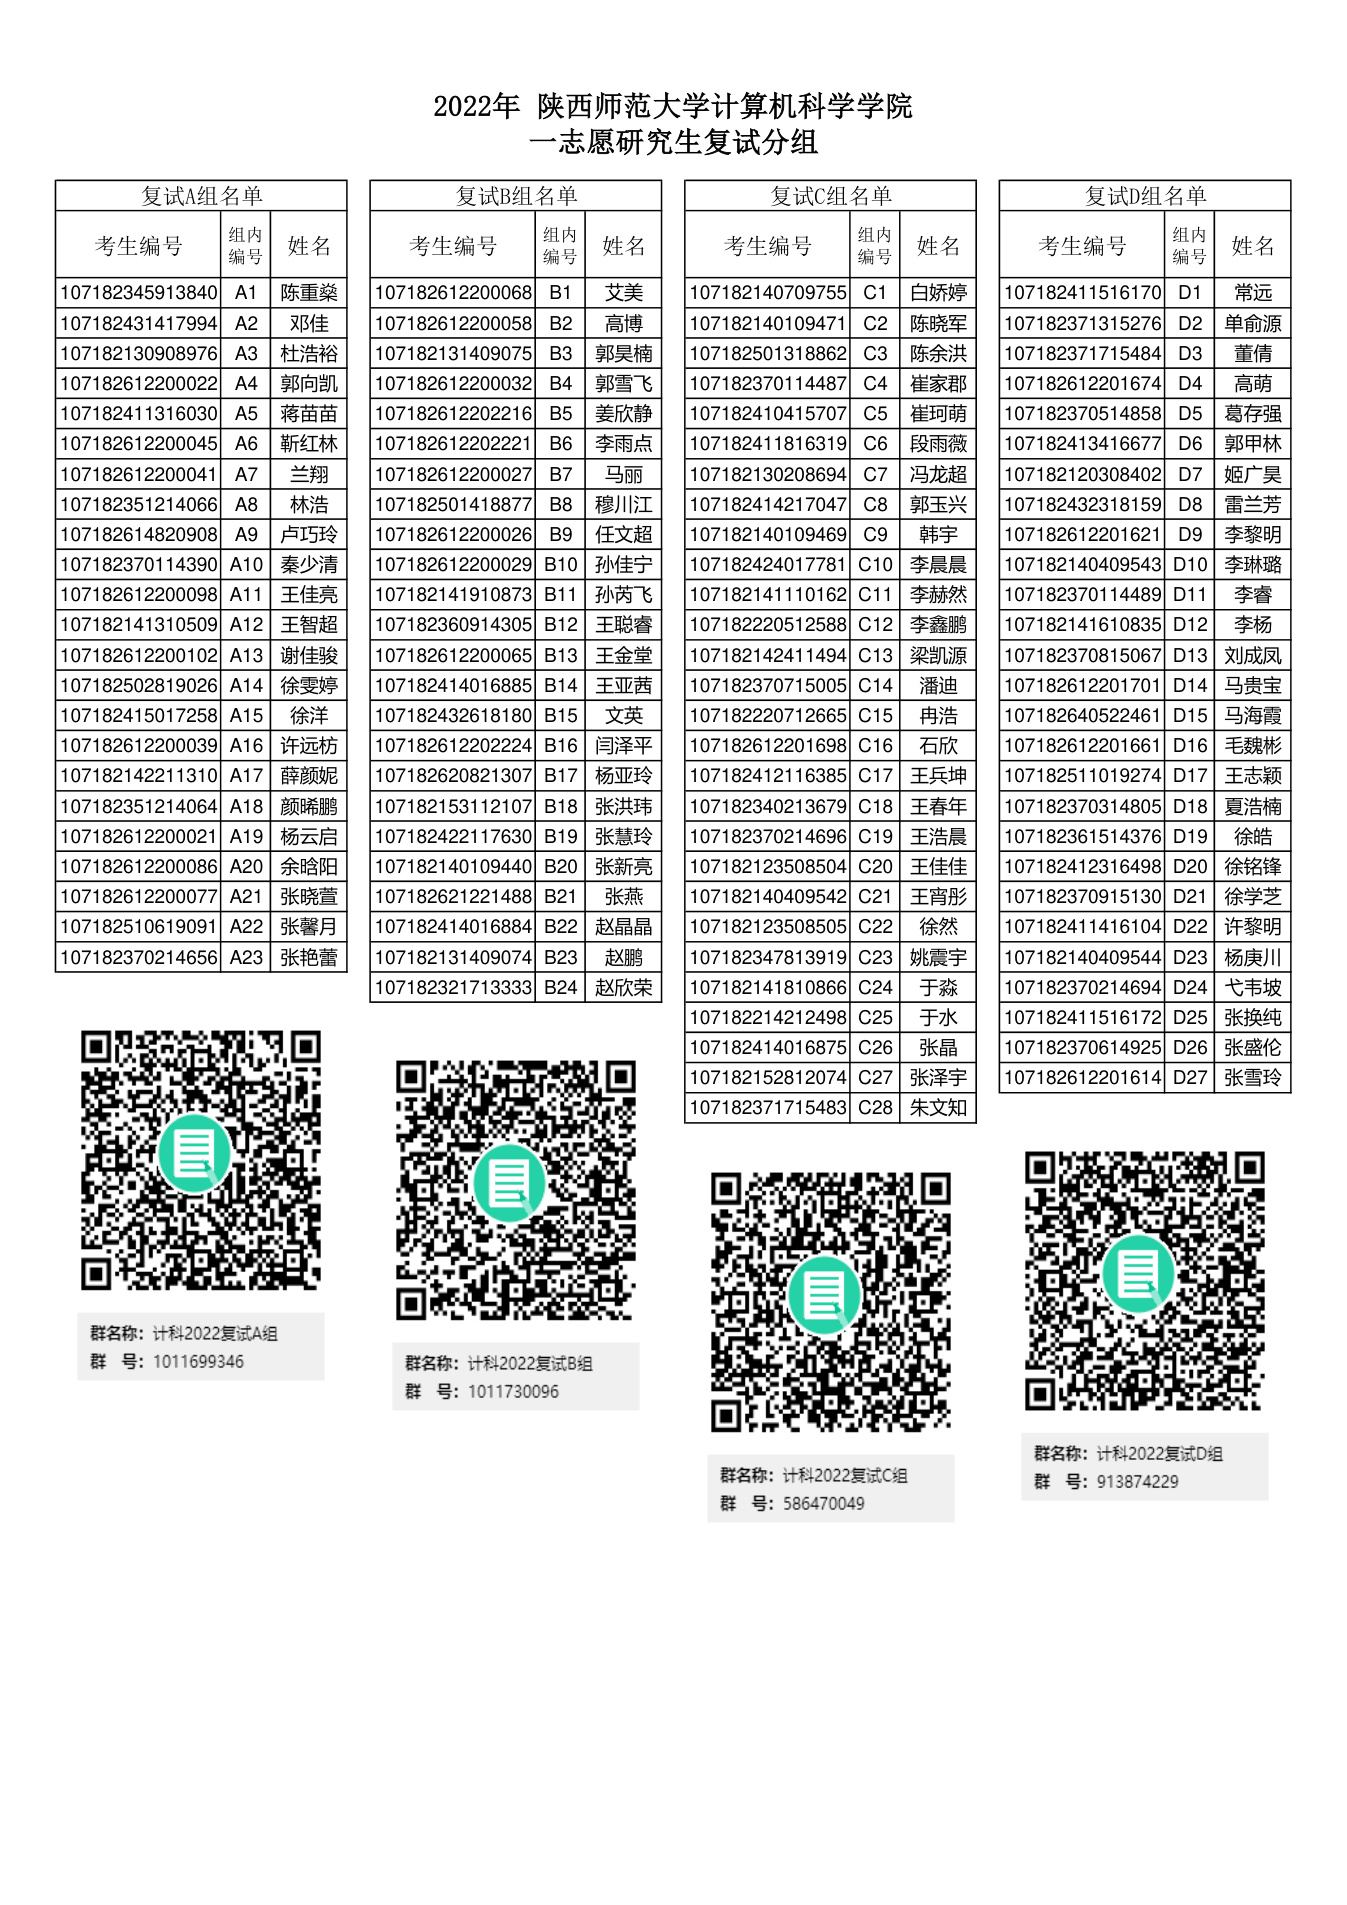 2022年 陕西师范大学计算机科学学院
一志愿研究生复试分组
复试A组名单
考生编号 组内编号 姓名
107182345913840 A1 陈重燊
107182431417994 A2 邓佳
107182130908976 A3 杜浩裕
107182612200022 A4 郭向凯
107182411316030 A5 蒋苗苗
107182612200045 A6 靳红林
107182612200041 A7 兰翔
107182351214066 A8 林浩
107182614820908 A9 卢巧玲
107182370114390 A10 秦少清
107182612200098 A11 王佳亮
107182141310509 A12 王智超
107182612200102 A13 谢佳骏
107182502819026 A14 徐雯婷
107182415017258 A15 徐洋
107182612200039 A16 许远枋
107182142211310 A17 薛颜妮
107182351214064 A18 颜晞鹏
107182612200021 A19 杨云启
107182612200086 A20 余晗阳
107182612200077 A21 张晓萱
107182510619091 A22 张馨月
107182370214656 A23 张艳蕾
群名称：计科2022复试A组
群 号：1011699346
复试B组名单
考生编号 组内编号 姓名
107182612200068 B1 艾美
107182612200058 B2 高博
107182131409075 B3 郭昊楠
107182612200032 B4 郭雪飞
107182612202216 B5 姜欣静
107182612202221 B6 李雨点
107182612200027 B7 马丽
107182501418877 B8 穆川江
107182612200026 B9 任文超
107182612200029 B10 孙佳宁
107182141910873 B11 孙芮飞
107182360914305 B12 王聪睿
107182612200065 B13 王金堂
107182414016885 B14 王亚茜
107182432618180 B15 文英
107182612202224 B16 闫泽平
107182620821307 B17 杨亚玲
107182153112107 B18 张洪玮
107182422117630 B19 张慧玲
107182140109440 B20 张新亮
107182621221488 B21 张燕
107182414016884 B22 赵晶晶
107182131409074 B23 赵鹏
107182321713333 B24 赵欣荣
群名称：计科2022复试B组
群 号：1011730096
复试C组名单
考生编号 组内编号 姓名
107182140709755 C1 白娇婷
107182140109471 C2 陈晓军
107182501318862 C3 陈余洪
107182370114487 C4 崔家郡
107182410415707 C5 崔珂萌
107182411816319 C6 段雨薇
107182130208694 C7 冯龙超
107182414217047 C8 郭玉兴
107182140109469 C9 韩宇
107182424017781 C10 李晨晨
107182141110162 C11 李赫然
107182220512588 C12 李鑫鹏
107182142411494 C13 梁凯源
107182370715005 C14 潘迪
107182220712665 C15 冉浩
107182612201698 C16 石欣
107182412116385 C17 王兵坤
107182340213679 C18 王春年
107182370214696 C19 王浩晨
107182123508504 C20 王佳佳
107182140409542 C21 王宵彤
107182123508505 C22 徐然
107182347813919 C23 姚震宇
107182141810866 C24 于淼
107182214212498 C25 于水
107182414016875 C26 张晶
107182152812074 C27 张泽宇
107182371715483 C28 朱文知
群名称：计科2022复试C组
群 号：586470049
复试D组名单
考生编号 组内编号 姓名
107182411516170 D1 常远
107182371315276 D2 单俞源
107182371715484 D3 董倩
107182612201674 D4 高萌
107182370514858 D5 葛存强
107182413416677 D6 郭甲林
107182120308402 D7 姬广昊
107182432318159 D8 雷兰芳
107182612201621 D9 李黎明
107182140409543 D10 李琳璐
107182370114489 D11 李睿
107182141610835 D12 李杨
107182370815067 D13 刘成凤
107182612201701 D14 马贵宝
107182640522461 D15 马海霞
107182612201661 D16 毛魏彬
107182511019274 D17 王志颖
107182370314805 D18 夏浩楠
107182361514376 D19 徐皓
107182412316498 D20 徐铭锋
107182370915130 D21 徐学芝
107182411416104 D22 许黎明
107182140409544 D23 杨庚川
107182370214694 D24 弋韦坡
107182411516172 D25 张换纯
107182370614925 D26 张盛伦
107182612201614 D27 张雪玲
群名称：计科2022复试D组
群 号：913874229